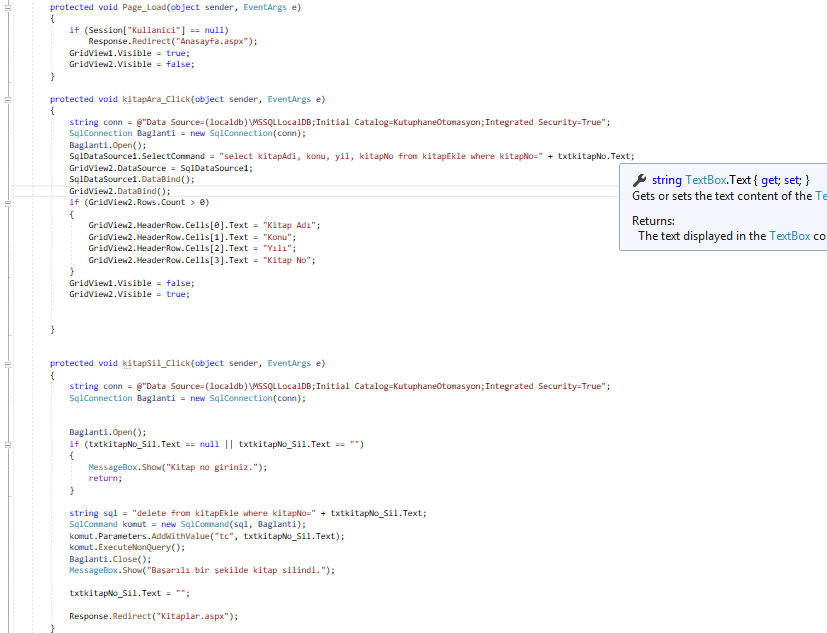 protected void Page_Load(object sender, EventArgs e)
{
if (Session["Kullanici"] == null)
Response.Redirect("Anasayfa.aspx");
GridView1.Visible = true;
GridView2.Visible = false;
}
protected void kitapAra_Click(object sender, EventArgs e)
{
string conn = @"Data Source=(localdb)\MSSQLLocalDB;Initial Catalog=KutuphaneOtomasyon;Integrated Security=True";
SqlConnection Baglanti = new SqlConnection(conn);
Baglanti.Open();
SqlDataSource1.SelectCommand = "select kitapAdi, konu, yil, kitapNo from kitapEkle where kitapNo=" + txtkitapNo.Text;
GridView2.DataSource = SqlDataSource1;
SqlDataSource1.DataBind();
GridView2.DataBind();
if (GridView2.Rows.Count > 0)
{
GridView2.HeaderRow.Cells[0].Text = "Kitap Adı";
GridView2.HeaderRow.Cells[1].Text = "Konu";
GridView2.HeaderRow.Cells[2].Text = "Yılı";
GridView2.HeaderRow.Cells[3].Text = "Kitap No";
}
GridView1.Visible = false;
GridView2.Visible = true;
}
string TextBox.Text { get; set; }
Gets or sets the text content of the Te
Returns:
The text displayed in the TextBox co
protected void kitapSil_Click(object sender, EventArgs e)
{
string conn = @"Data Source=(localdb)\MSSQLLocalDB;Initial Catalog=KutuphaneOtomasyon;Integrated Security=True";
SqlConnection Baglanti = new SqlConnection(conn);
Baglanti.Open();
if (txtkitapNo_Sil.Text == null || txtkitapNo_Sil.Text == "")
{
MessageBox.Show("Kitap no giriniz.");
return;
}
string sql = "delete from kitapEkle where kitapNo=" + txtkitapNo_Sil.Text;
SqlCommand komut = new SqlCommand(sql, Baglanti);
komut.Parameters.AddWithValue("tc", txtkitapNo_Sil.Text);
komut.ExecuteNonQuery();
Baglanti.Close();
MessageBox.Show("Başarılı bir şekilde kitap silindi.");
txtkitapNo_Sil.Text = "";
Response.Redirect("Kitaplar.aspx");
}